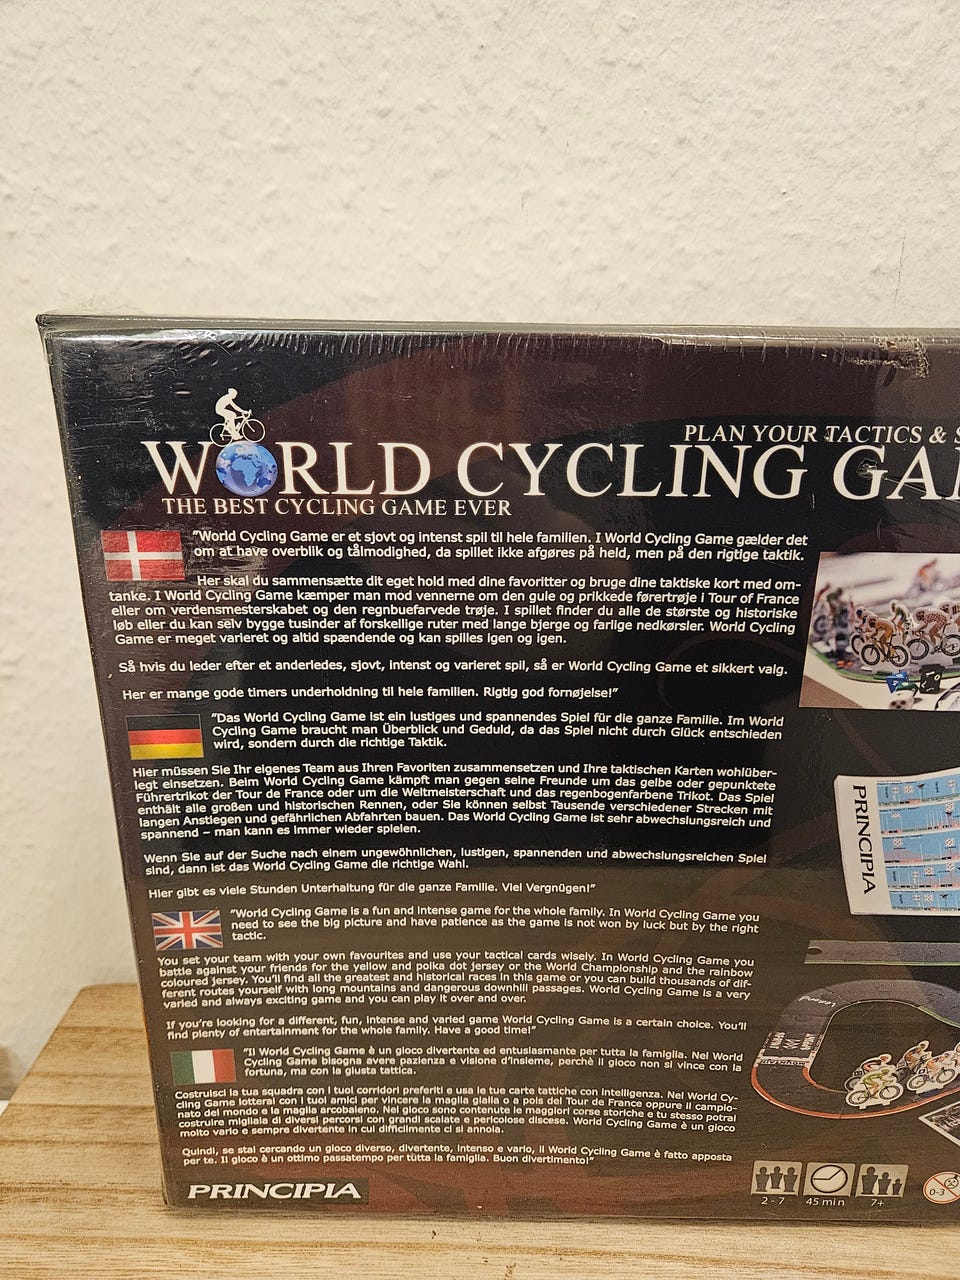 PLAN YOUR TACTICS &
WORLD CYCLING
THE BEST CYCLING GAME EVER
"World Cycling Game er et sjovt og intenst spil til hele familien. I World Cycling Game gælder det
om at have overblik og tålmodighed, da spillet ikke afgøres på held, men på den rigtige taktik.
Her skal du sammensætte dit eget hold med dine favoritter og bruge dine taktiske kort med om-
tanke. I World Cycling Game kæmper man mod vennerne om den gule og prikkede førertrøje i Tour of France
eller om verdensmesterskabet og den regnbuefarvede trøje. I spillet finder du alle de største og historiske
løb eller du kan selv bygge tusinder af forskellige ruter med lange bjerge og farlige nedkørsler. World Cycling
Game er meget varieret og altid spændende og kan spilles igen og igen.
Så hvis du leder efter et anderledes, sjovt, intenst og varieret spil, så er World Cycling Game et sikkert valg.
Her er mange gode timers underholdning til hele familien. Rigtig god fornøjelse!"
"Das World Cycling Game ist ein lustiges und spannendes Spiel für die ganze Familie. Im World
Cycling Game braucht man Überblick und Geduld, da das Spiel nicht durch Glück entschieden
wird, sondern durch die richtige Taktik.
Hier müssen Sie Ihr eigenes Team aus Ihren Favoriten zusammensetzen und Ihre taktischen Karten wohlüber-
legt einsetzen. Beim World Cycling Game kämpft man gegen seine Freunde um das gelbe oder gepunktete
Führertrikot der Tour de France oder um die Weltmeisterschaft und das regenbogenfarbene Trikot. Das Spiel
enthält alle großen und historischen Rennen, oder Sie können selbst Tausende verschiedener Strecken mit
langen Anstiegen und gefährlichen Abfahrten bauen. Das World Cycling Game ist sehr abwechslungsreich und
spannend – man kann es immer wieder spielen.
Wenn Sie auf der Suche nach einem ungewöhnlichen, lustigen, spannenden und abwechslungsreichen Spiel
sind, dann ist das World Cycling Game die richtige Wahl.
Hier gibt es viele Stunden Unterhaltung für die ganze Familie. Viel Vergnügen!"
"World Cycling Game is a fun and intense game for the whole family. In World Cycling Game you
need to see the big picture and have patience as the game is not won by luck but by the right
tactic.
You set your team with your own favourites and use your tactical cards wisely. In World Cycling Game you
battle against your friends for the yellow and polka dot jersey or the World Championship and the rainbow
coloured jersey. You'll find all the greatest and historical races in this game or you can build thousands of dif-
ferent routes yourself with long mountains and dangerous downhill passages. World Cycling Game is a very
varied and always exciting game and you can play it over and over.
If you're looking for a different, fun, intense and varied game World Cycling Game is a certain choice. You'll
find plenty of entertainment for the whole family. Have a good time!"
"Il World Cycling Game è un gioco divertente ed entusiasmante per tutta la famiglia. Nel World
Cycling Game bisogna avere pazienza e visione d'insieme, perchè il gioco non si vince con la
fortuna, ma con la giusta tattica.
Costruisci la tua squadra con i tuoi corridori preferiti e usa le tue carte tattiche con intelligenza. Nel World Cy-
cling Game lotterai con i tuoi amici per vincere la maglia gialla o a pois del Tour de France oppure il campio-
nato del mondo e la maglia arcobaleno. Nel gioco sono contenute le maggiori corse storiche e tu stesso potrai
costruire migliaia di diversi percorsi con grandi scalate e pericolose discese. World Cycling Game è un gioco
molto vario e sempre divertente in cui difficilmente ci si annoia.
Quindi, se stai cercando un gioco diverso, divertente, intenso e vario, il World Cycling Game è fatto apposta
per te. Il gioco è un ottimo passatempo per tutta la famiglia. Buon divertimento!"
PRINCIPIA
PRINCIPIA
2 - 7
45 min
7+
0-3